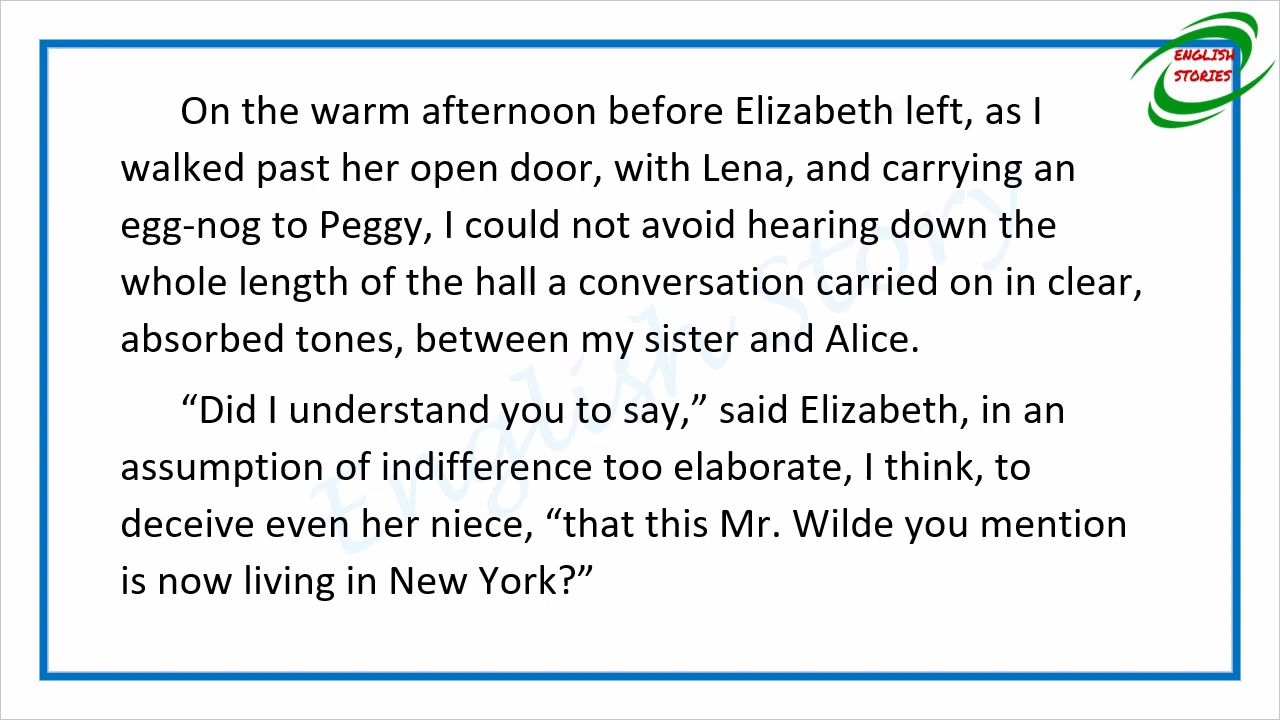 ENGLISH
STORIES
On the warm afternoon before Elizabeth left, as I
walked past her open door, with Lena, and carrying an
egg-nog to Peggy, I could not avoid hearing down the
whole length of the hall a conversation carried on in clear,
absorbed tones, between my sister and Alice.
“Did I understand you to say,” said Elizabeth, in an
assumption of indifference too elaborate, I think, to
deceive even her niece, “that this Mr. Wilde you mention
is now living in New York?”
English Story